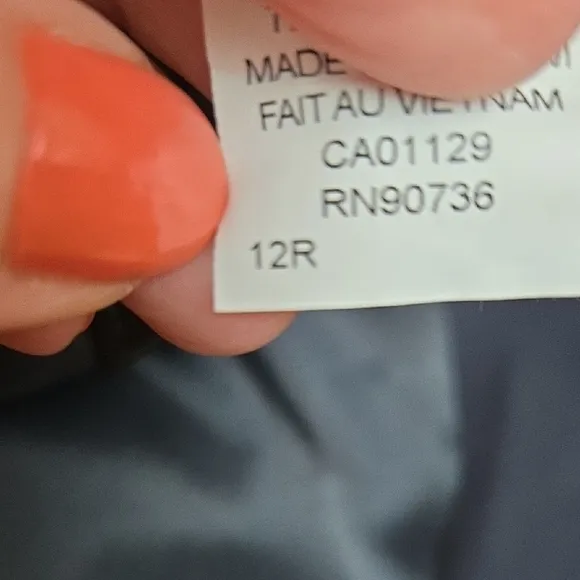 MADE
FAIT AU VIETNAM
CA01129
RN90736
12R